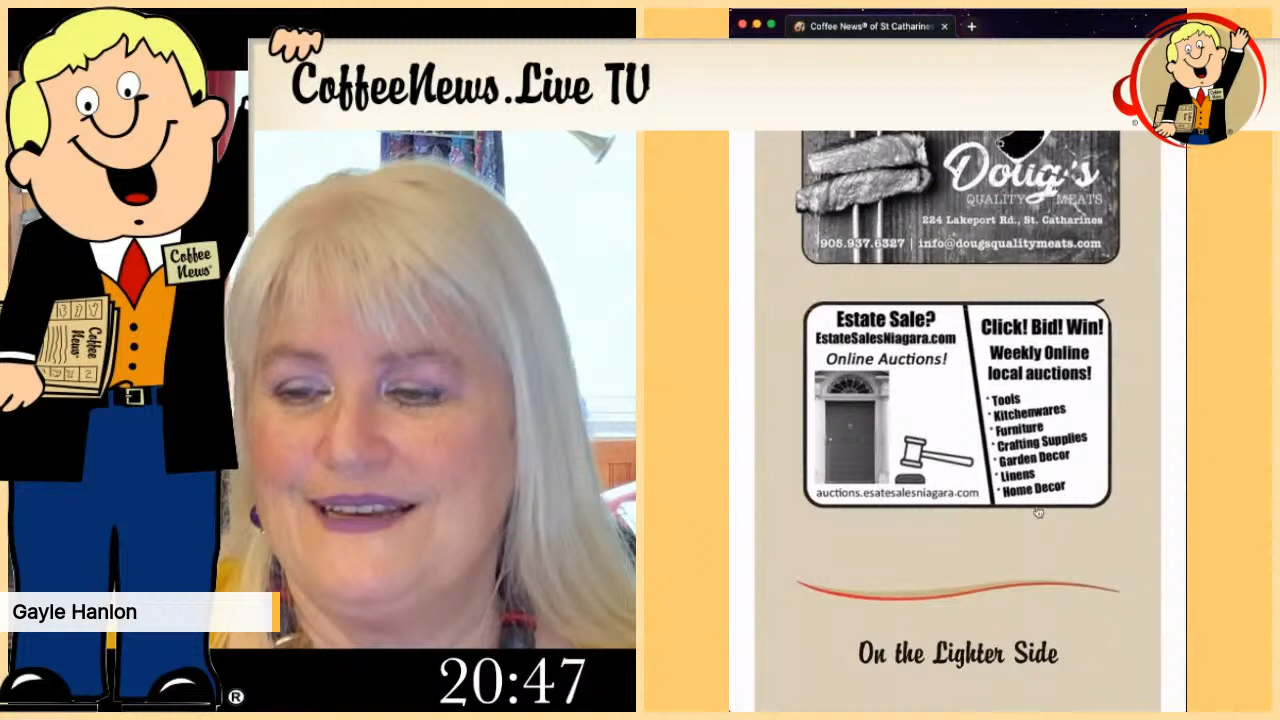 Coffee News® of St Catharine
CoffeeNews.Live TV
Coffee
News
Coffee
News
Doug's
QUALITY MEATS
224 Lakeport Rd., St. Catharines
905.937.6327 | info@dougsqualitymeats.com
Estate Sale?
EstateSalesNiagara.com
Online Auctions!
auctions.esatesalesniagara.com
Click! Bid! Win!
Weekly Online
local auctions!
* Tools
* Kitchenwares
* Furniture
* Crafting Supplies
* Garden Decor
* Linens
* Home Decor
Gayle Hanlon
On the Lighter Side
20:47
®